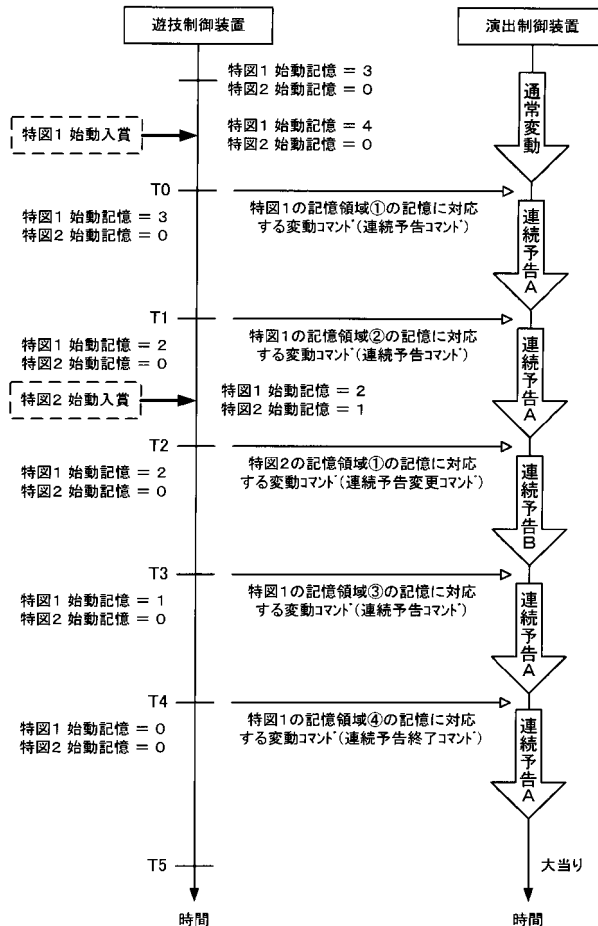 遊技制御装置
演出制御装置
特図1 始動記憶 = 3
特図2 始動記憶 = 0
通常変動
特図1 始動入賞
特図1 始動記憶 = 4
特図2 始動記憶 = 0
T0
特図1 始動記憶 = 3
特図2 始動記憶 = 0
特図1の記憶領域①の記憶に対応
する変動コマンド(連続予告コマンド)
連続予告A
T1
特図1 始動記憶 = 2
特図2 始動記憶 = 0
特図1の記憶領域②の記憶に対応
する変動コマンド(連続予告コマンド)
連続予告A
特図2 始動入賞
特図1 始動記憶 = 2
特図2 始動記憶 = 1
T2
特図1 始動記憶 = 2
特図2 始動記憶 = 0
特図2の記憶領域①の記憶に対応
する変動コマンド(連続予告変更コマンド)
連続予告B
T3
特図1 始動記憶 = 1
特図2 始動記憶 = 0
特図1の記憶領域③の記憶に対応
する変動コマンド(連続予告コマンド)
連続予告A
T4
特図1 始動記憶 = 0
特図2 始動記憶 = 0
特図1の記憶領域④の記憶に対応
する変動コマンド(連続予告終了コマンド)
連続予告A
T5
大当り
時間
時間